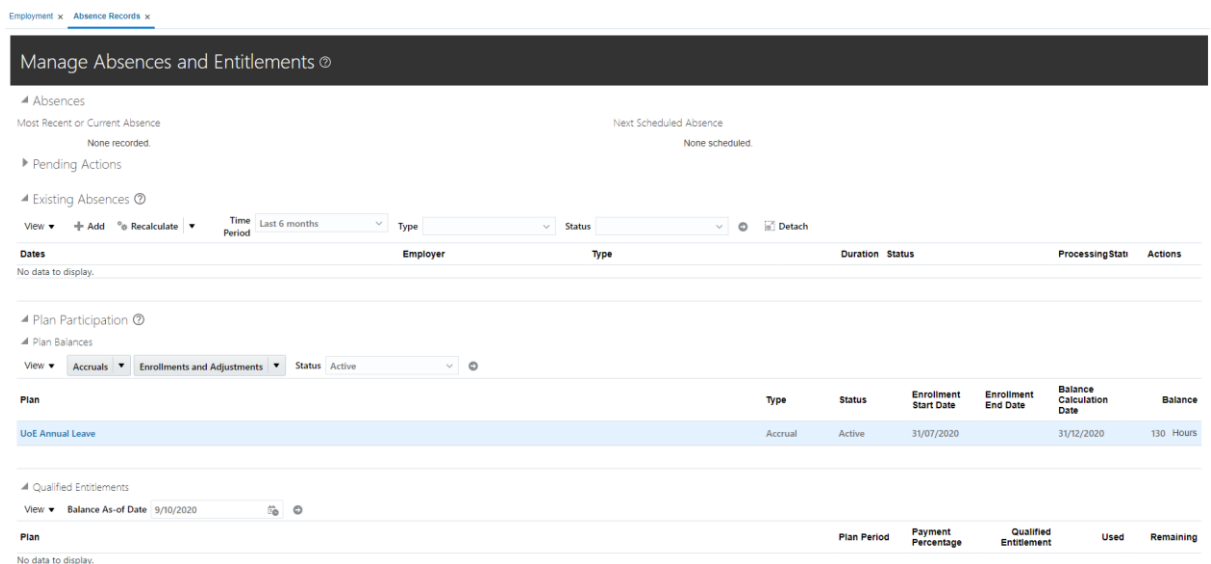 Employment x Absence Records x
Manage Absences and Entitlements
Absences
Most Recent or Current Absence Next Scheduled Absence
None recorded. None scheduled.
Pending Actions
Existing Absences
View Add Recalculate Time Period Last 6 months Type Status Detach
Dates Employer Type Duration Status Processing Stat Actions
No data to display.
Plan Participation
Plan Balances
View Accruals Enrollments and Adjustments Status Active
Plan Type Status Enrollment Start Date Enrollment End Date Balance Calculation Date Balance
UoE Annual Leave Accrual Active 31/07/2020 31/12/2020 130 Hours
Qualified Entitlements
View Balance As-of Date 9/10/2020
Plan Plan Period Payment Percentage Qualified Entitlement Used Remaining
No data to display.